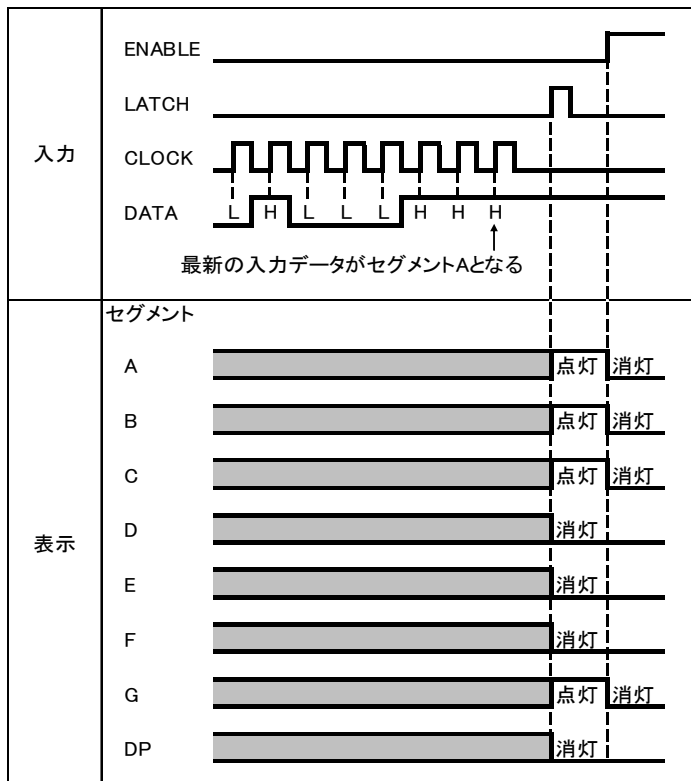 入力
ENABLE
LATCH
CLOCK
DATA L H L L L H H H
最新の入力データがセグメントAとなる
表示
セグメント
A 点灯 消灯
B 点灯 消灯
C 点灯 消灯
D 消灯
E 消灯
F 消灯
G 点灯 消灯
DP 消灯